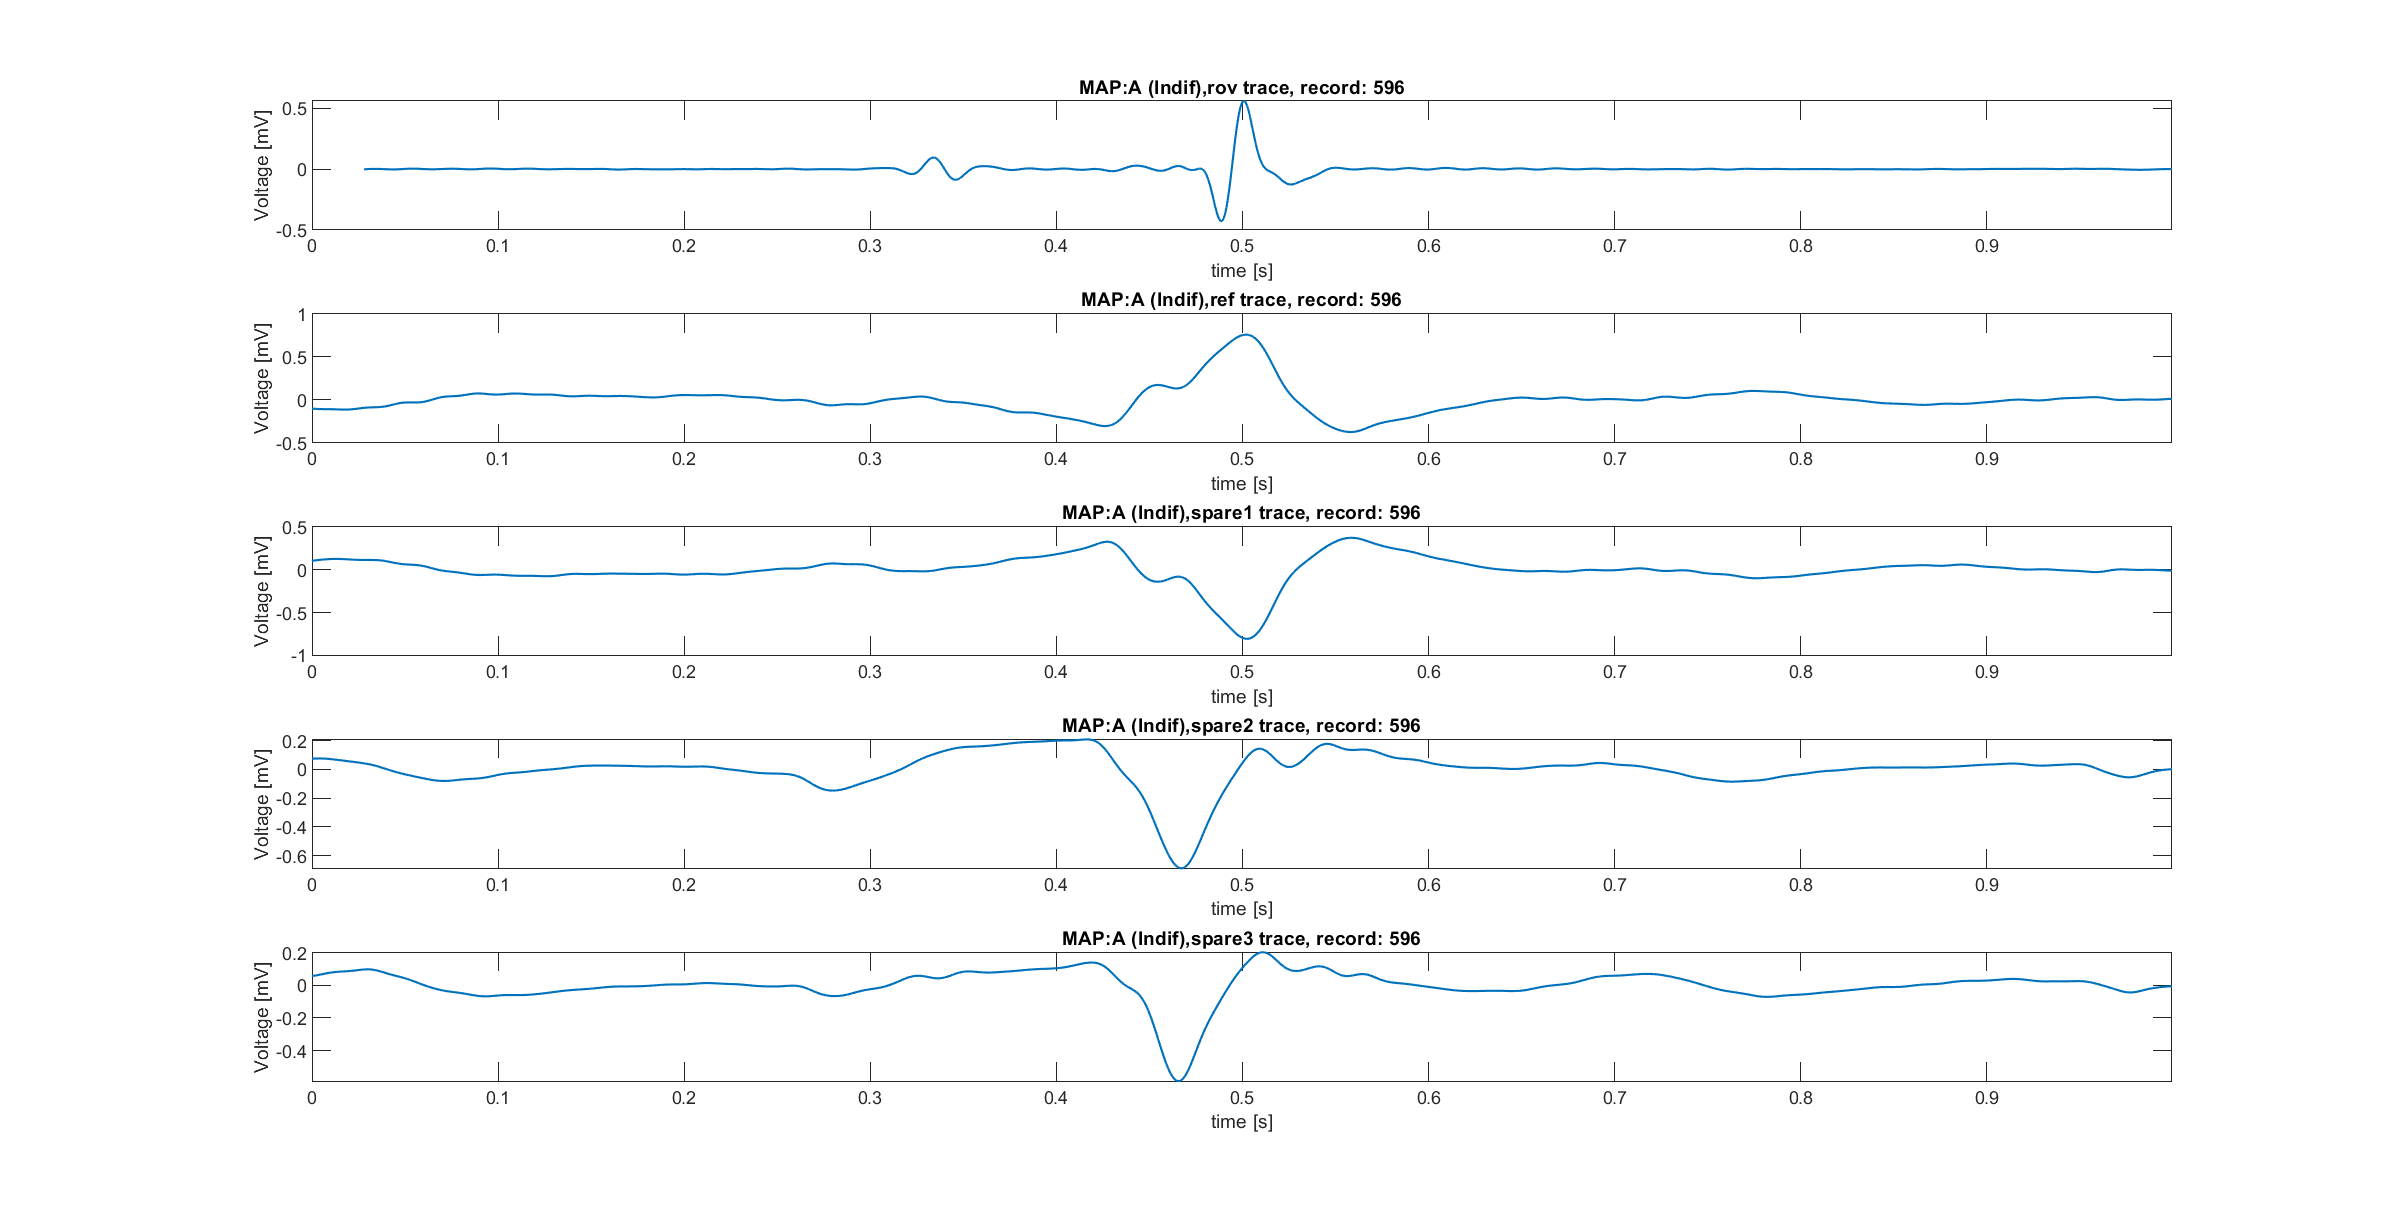 MAP:A (Indif),rov trace, record: 596
Voltage [mV]
0.5
0
-0.5
0 0.1 0.2 0.3 0.4 0.5 0.6 0.7 0.8 0.9
time [s]
MAP:A (Indif),ref trace, record: 596
Voltage [mV]
1
0.5
0
-0.5
0 0.1 0.2 0.3 0.4 0.5 0.6 0.7 0.8 0.9
time [s]
MAP:A (Indif),spare1 trace, record: 596
Voltage [mV]
0.5
0
-0.5
-1
0 0.1 0.2 0.3 0.4 0.5 0.6 0.7 0.8 0.9
time [s]
MAP:A (Indif),spare2 trace, record: 596
Voltage [mV]
0.2
0
-0.2
-0.4
-0.6
0 0.1 0.2 0.3 0.4 0.5 0.6 0.7 0.8 0.9
time [s]
MAP:A (Indif),spare3 trace, record: 596
Voltage [mV]
0.2
0
-0.2
-0.4
0 0.1 0.2 0.3 0.4 0.5 0.6 0.7 0.8 0.9
time [s]